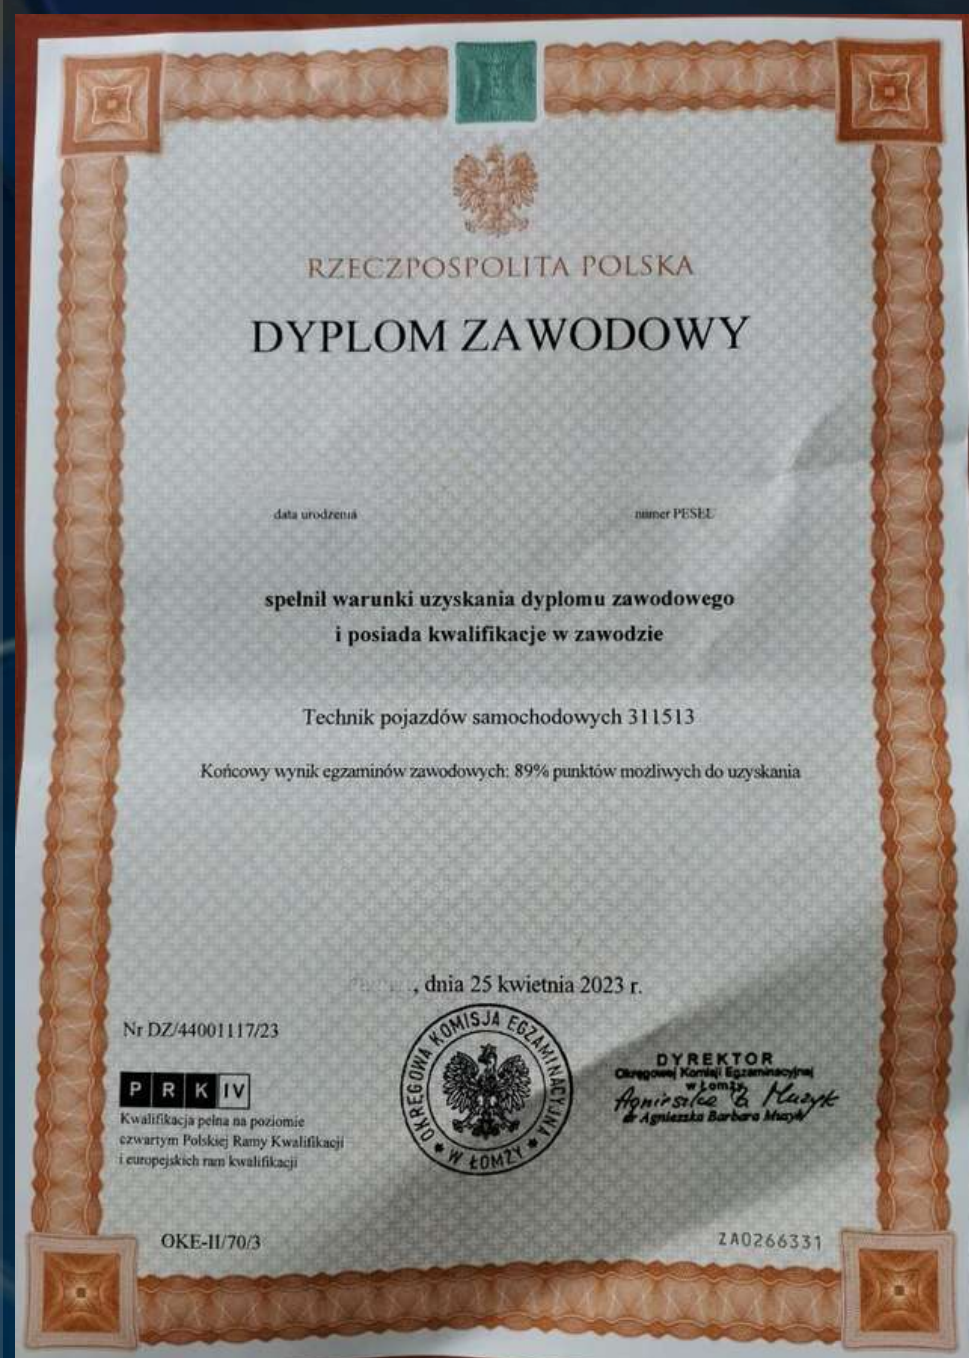 RZECZPOSPOLITA POLSKA
DYPLOM ZAWODOWY
data urodzenia
numer PESEL
spełnił warunki uzyskania dyplomu zawodowego
i posiada kwalifikacje w zawodzie
Technik pojazdów samochodowych 311513
Końcowy wynik egzaminów zawodowych: 89% punktów możliwych do uzyskania
, dnia 25 kwietnia 2023 r.
Nr DZ/44001117/23
PRK IV
Kwalifikacja pełna na poziomie
czwartym Polskiej Ramy Kwalifikacji
i europejskich ram kwalifikacji
OKRĘGOWA KOMISJA EGZAMINACYJNA
W ŁOMŻY
DYREKTOR
Okręgowej Komisji Egzaminacyjnej
w Łomży
Agnieszka B Muzyk
dr Agnieszka Barbara Muzyk
OKE-II/70/3
ZA0266331